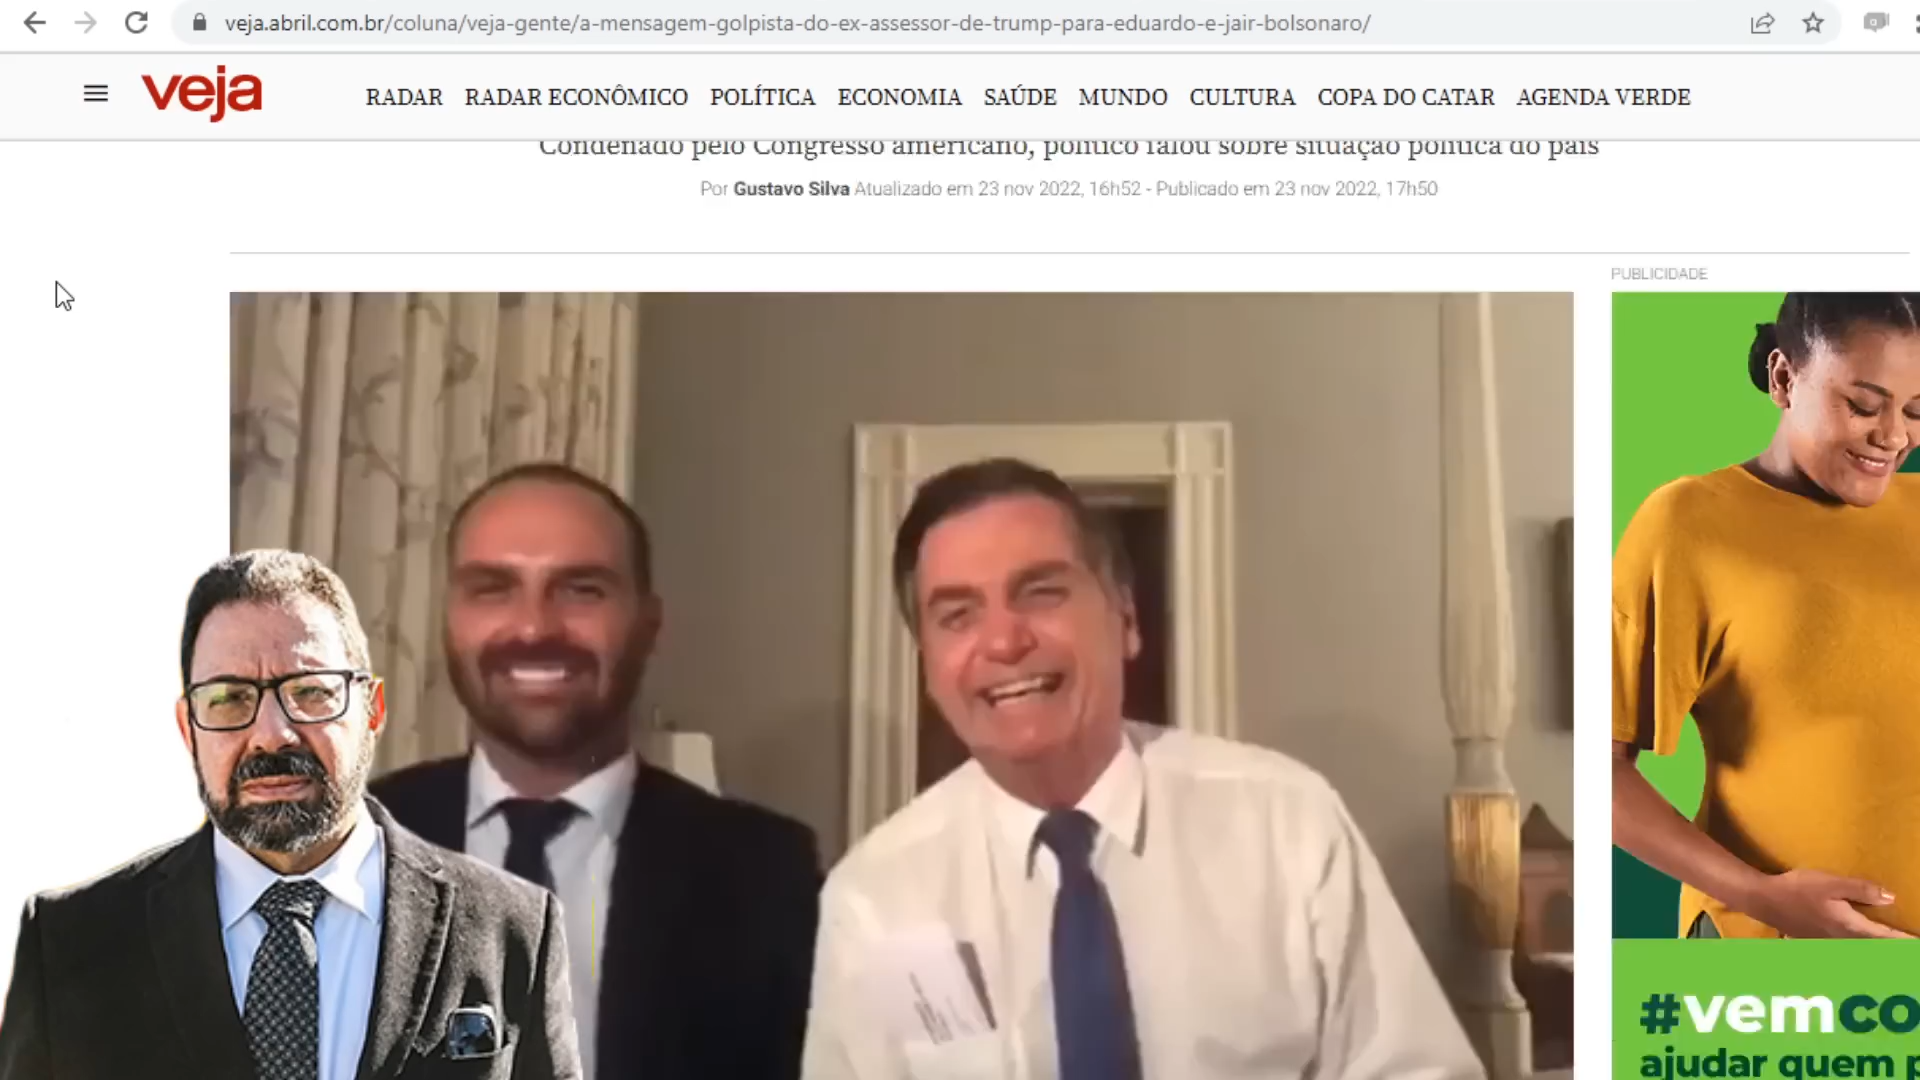 veja.abril.com.br/coluna/veja-gente/a-mensagem-golpista-do-ex-assessor-de-trump-para-eduardo-e-jair-bolsonaro/
veja
RADAR RADAR ECONÔMICO POLÍTICA ECONOMIA SAÚDE MUNDO CULTURA COPA DO CATAR AGENDA VERDE
Condenado pelo Congresso americano, político falou sobre situação política do país
Por Gustavo Silva Atualizado em 23 nov 2022, 16h52 - Publicado em 23 nov 2022, 17h50
PUBLICIDADE
#vemco
ajudar quem p